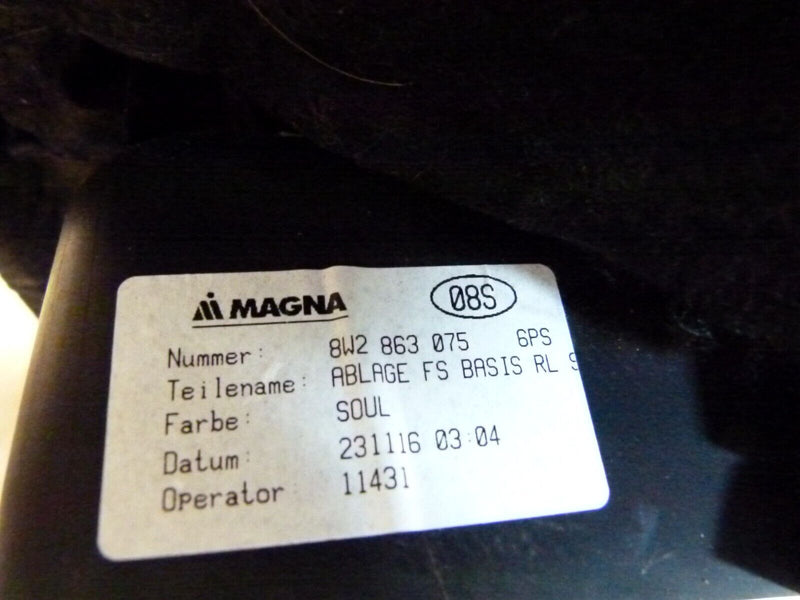 MAGNA 08S
Nummer: 8W2 863 075 6PS
Teilename: ABLAGE FS BASIS RL
Farbe: SOUL
Datum: 231116 03:04
Operator: 11431